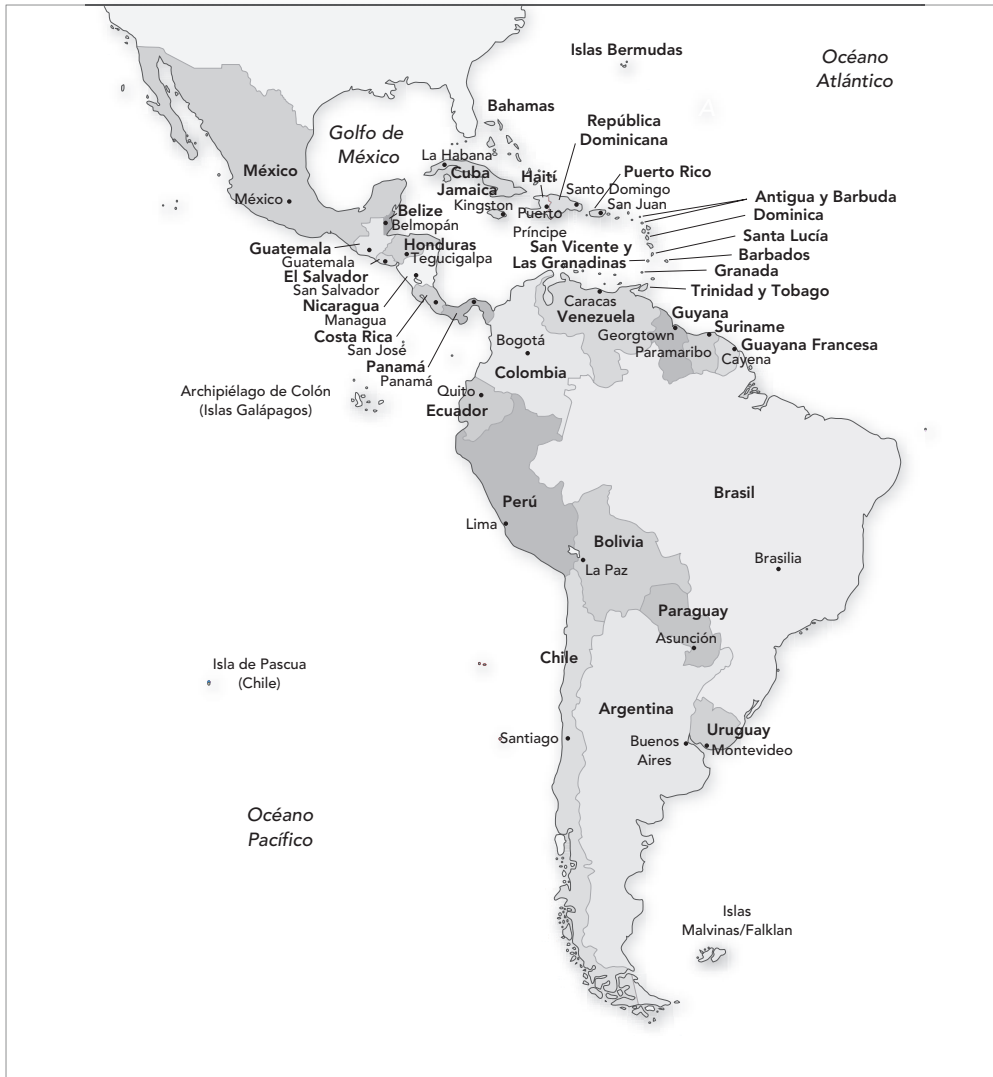 Islas Bermudas
Océano
Atlántico
Bahamas
A
República
Dominicana
Golfo de
México
La Habana
Cuba
Haití
Puerto Rico
México
Jamaica
Santo Domingo
Antigua y Barbuda
México
Kingston
San Juan
Belize
Puerto
Príncipe
Dominica
Belmopán
Santa Lucía
Guatemala
Honduras
San Vicente y
Las Granadinas
Barbados
Guatemala
Tegucigalpa
Granada
El Salvador
San Salvador
Trinidad y Tobago
Nicaragua
Managua
Caracas
Venezuela
Guyana
Costa Rica
San José
Georgtown
Suriname
Bogotá
Paramaribo
Guayana Francesa
Cayena
Panamá
Panamá
Colombia
Archipiélago de Colón
(Islas Galápagos)
Quito
Ecuador
Perú
Brasil
Lima
Bolivia
La Paz
Brasilia
Paraguay
Asunción
Isla de Pascua
(Chile)
Chile
Argentina
Santiago
Buenos
Aires
Uruguay
Montevideo
Océano
Pacífico
Islas
Malvinas/Falklan